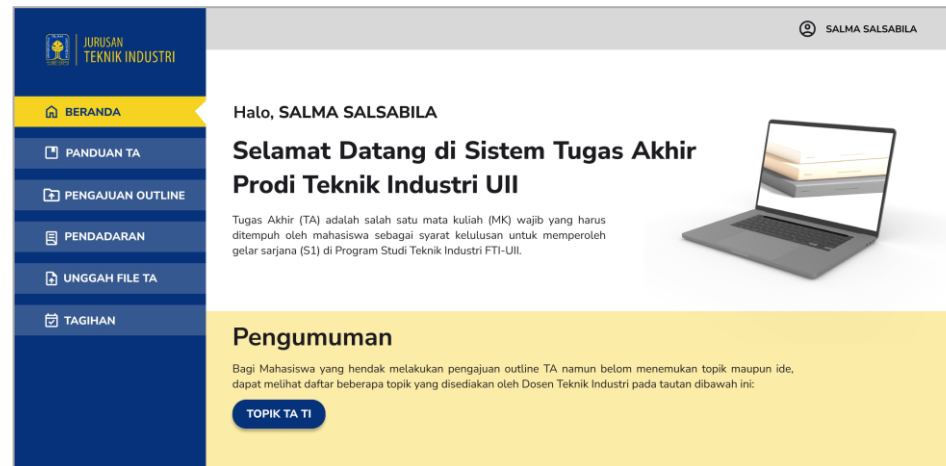 JURUSAN
TEKNIK INDUSTRI
SALMA SALSABILA
BERANDA
PANDUAN TA
PENGAJUAN OUTLINE
PENDADARAN
UNGGAH FILE TA
TAGIHAN
Halo, SALMA SALSABILA
Selamat Datang di Sistem Tugas Akhir
Prodi Teknik Industri UII
Tugas Akhir (TA) adalah salah satu mata kuliah (MK) wajib yang harus
ditempuh oleh mahasiswa sebagai syarat kelulusan untuk memperoleh
gelar sarjana (S1) di Program Studi Teknik Industri FTI-UII.
Pengumuman
Bagi Mahasiswa yang hendak melakukan pengajuan outline TA namun belom menemukan topik maupun ide,
dapat melihat daftar beberapa topik yang disediakan oleh Dosen Teknik Industri pada tautan dibawah ini:
TOPIK TA TI